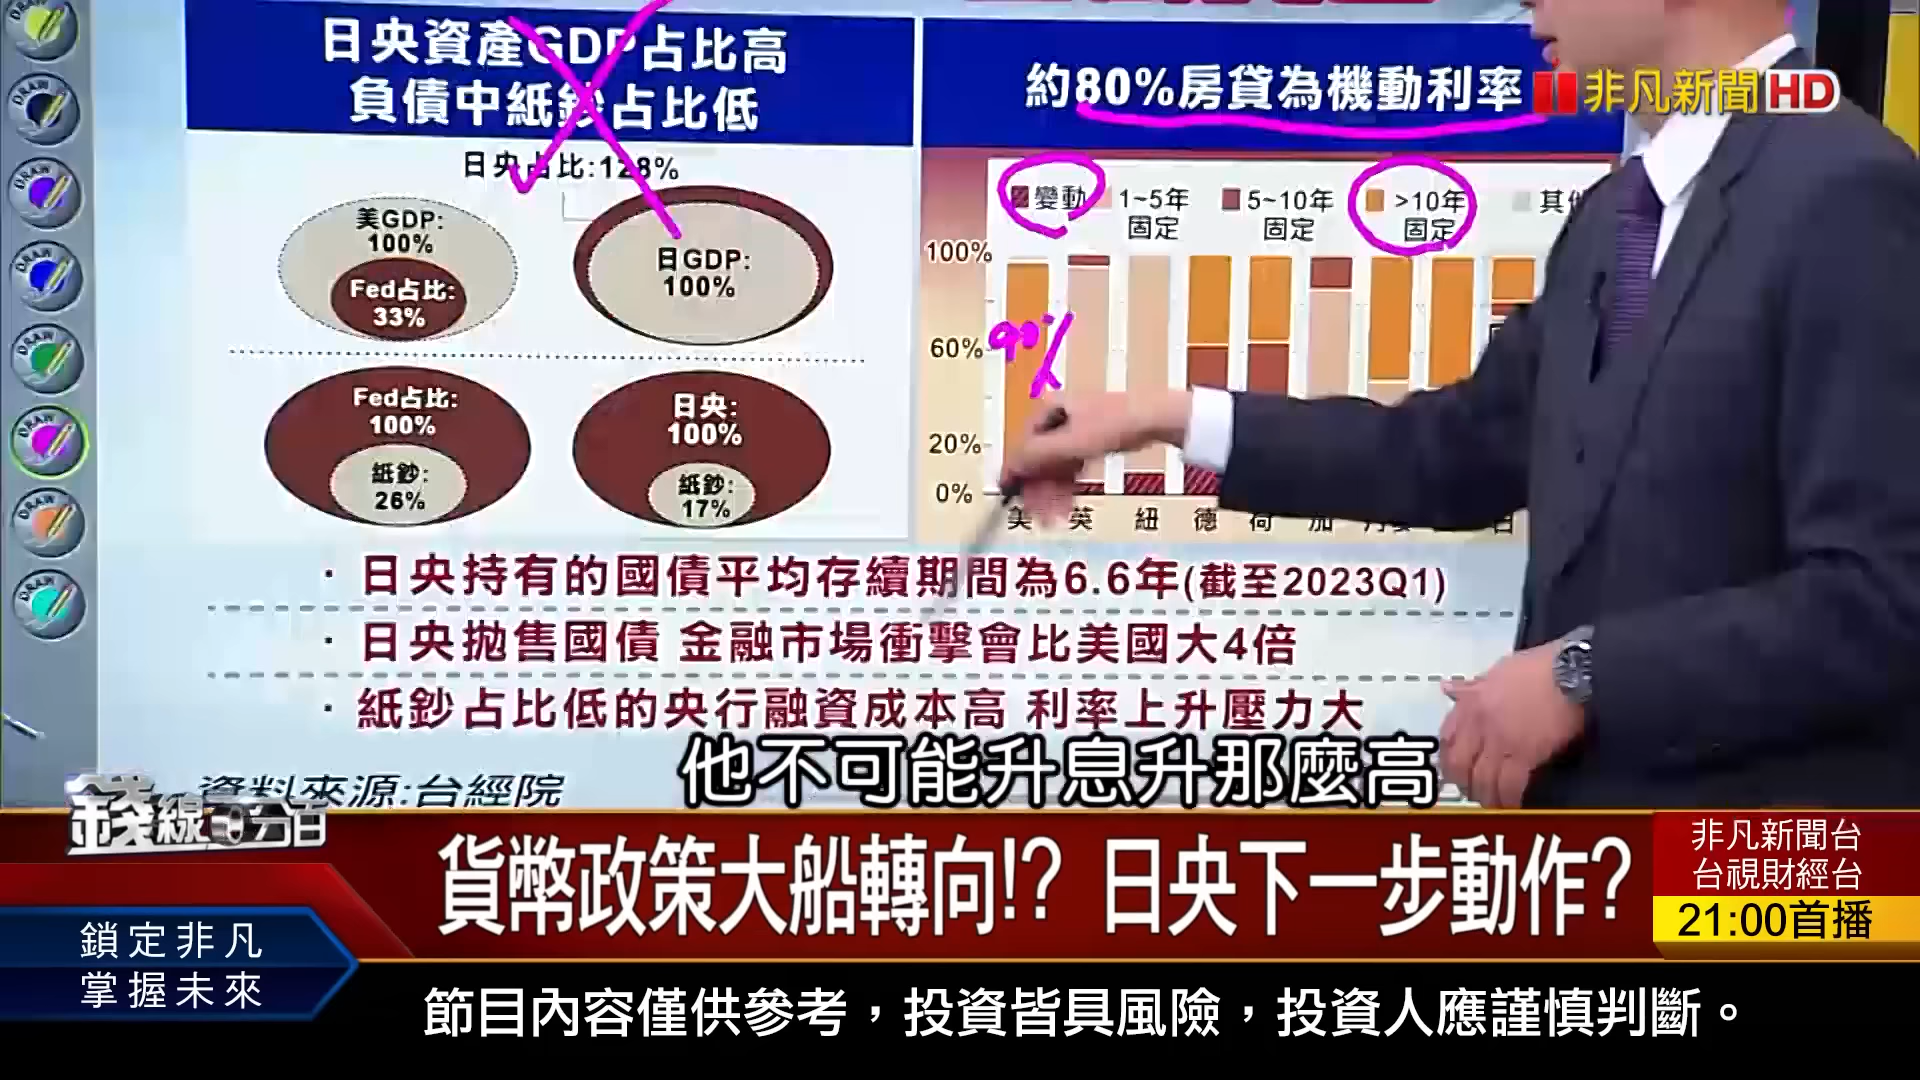 日央資產GDP占比高
負債中紙鈔占比低
日央占比:128%
美GDP:
100%
Fed占比:
33%
日GDP:
100%
Fed占比:
100%
紙鈔:
26%
日央:
100%
紙鈔:
17%
約80%房貸為機動利率
非凡新聞HD
變動
1~5年
固定
5~10年
固定
>10年
固定
其他
100%
60%
20%
0%
90%
美 英 紐 德 荷 加
日
DRAW
DRAW
DRAW
DRAW
DRAW
DRAW
DRAW
DRAW
· 日央持有的國債平均存續期間為6.6年(截至2023Q1)
· 日央拋售國債 金融市場衝擊會比美國大4倍
· 紙鈔占比低的央行融資成本高 利率上升壓力大
資料來源:台經院
他不可能升息升那麼高
錢線百分百
貨幣政策大船轉向!? 日央下一步動作?
非凡新聞台
台視財經台
21:00首播
鎖定非凡
掌握未來
節目內容僅供參考，投資皆具風險，投資人應謹慎判斷。